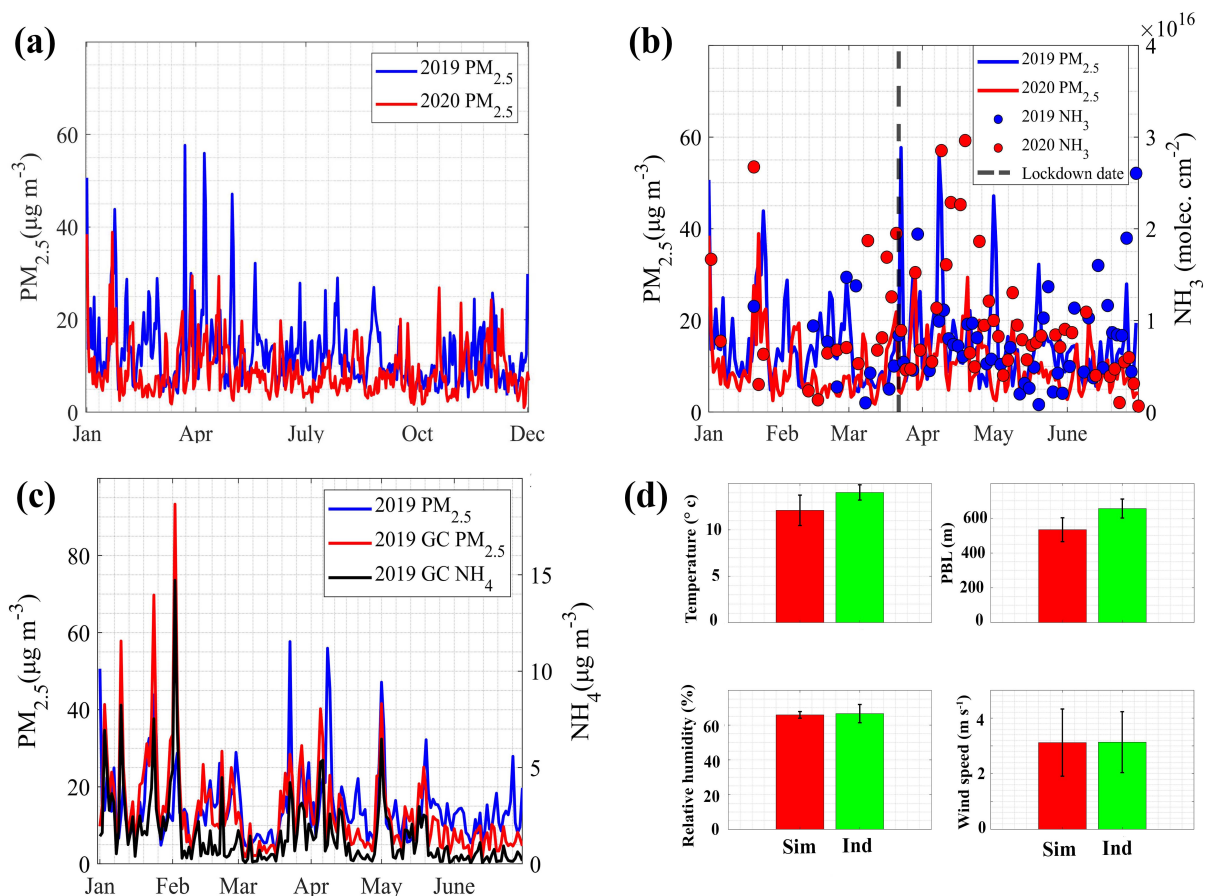 (a)
2019 PM2.5
2020 PM2.5
PM2.5(μg m−3)
60
40
20
0
Jan Apr July Oct Dec
(b)
×1016
2019 PM2.5
2020 PM2.5
2019 NH3
2020 NH3
Lockdown date
PM2.5(μg m−3)
60
40
20
0
NH3 (molec. cm−2)
4
3
2
1
0
Jan Feb Mar Apr May June
(c)
2019 PM2.5
2019 GC PM2.5
2019 GC NH4
PM2.5(μg m−3)
80
60
40
20
0
NH4(μg m−3)
15
10
5
0
Jan Feb Mar Apr May June
(d)
Temperature (° c)
10
5
0
PBL (m)
600
400
200
0
Relative humidity (%)
60
40
20
0
Sim Ind
Wind speed (m s-1)
4
2
0
Sim Ind